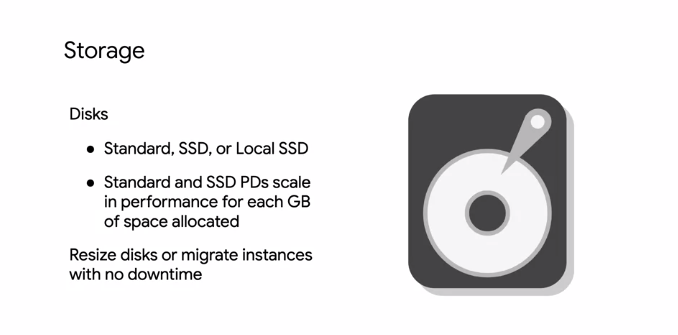 Storage
Disks
● Standard, SSD, or Local SSD
● Standard and SSD PDs scale
in performance for each GB
of space allocated
Resize disks or migrate instances
with no downtime